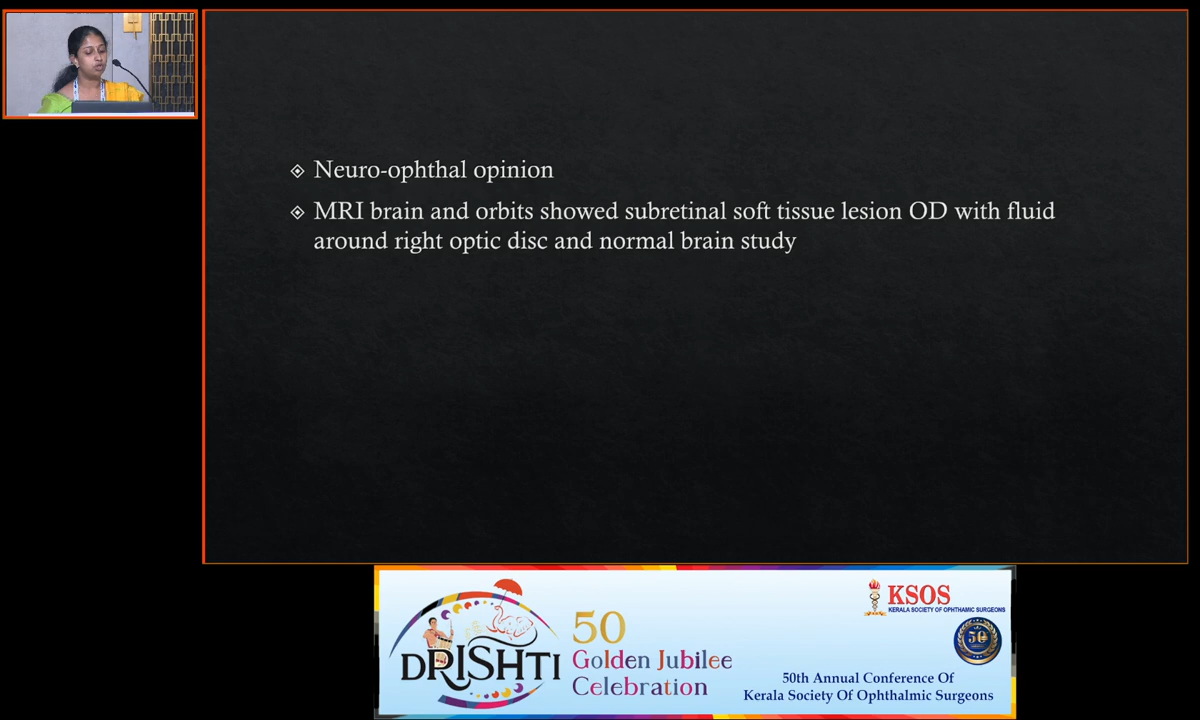 Neuro-ophthal opinion
MRI brain and orbits showed subretinal soft tissue lesion OD with fluid
around right optic disc and normal brain study
DRISHTI
50
Golden Jubilee
Celebration
KSOS
KERALA SOCIETY OF OPHTHAMIC SURGEONS
50
50th Annual Conference Of
Kerala Society Of Ophthalmic Surgeons